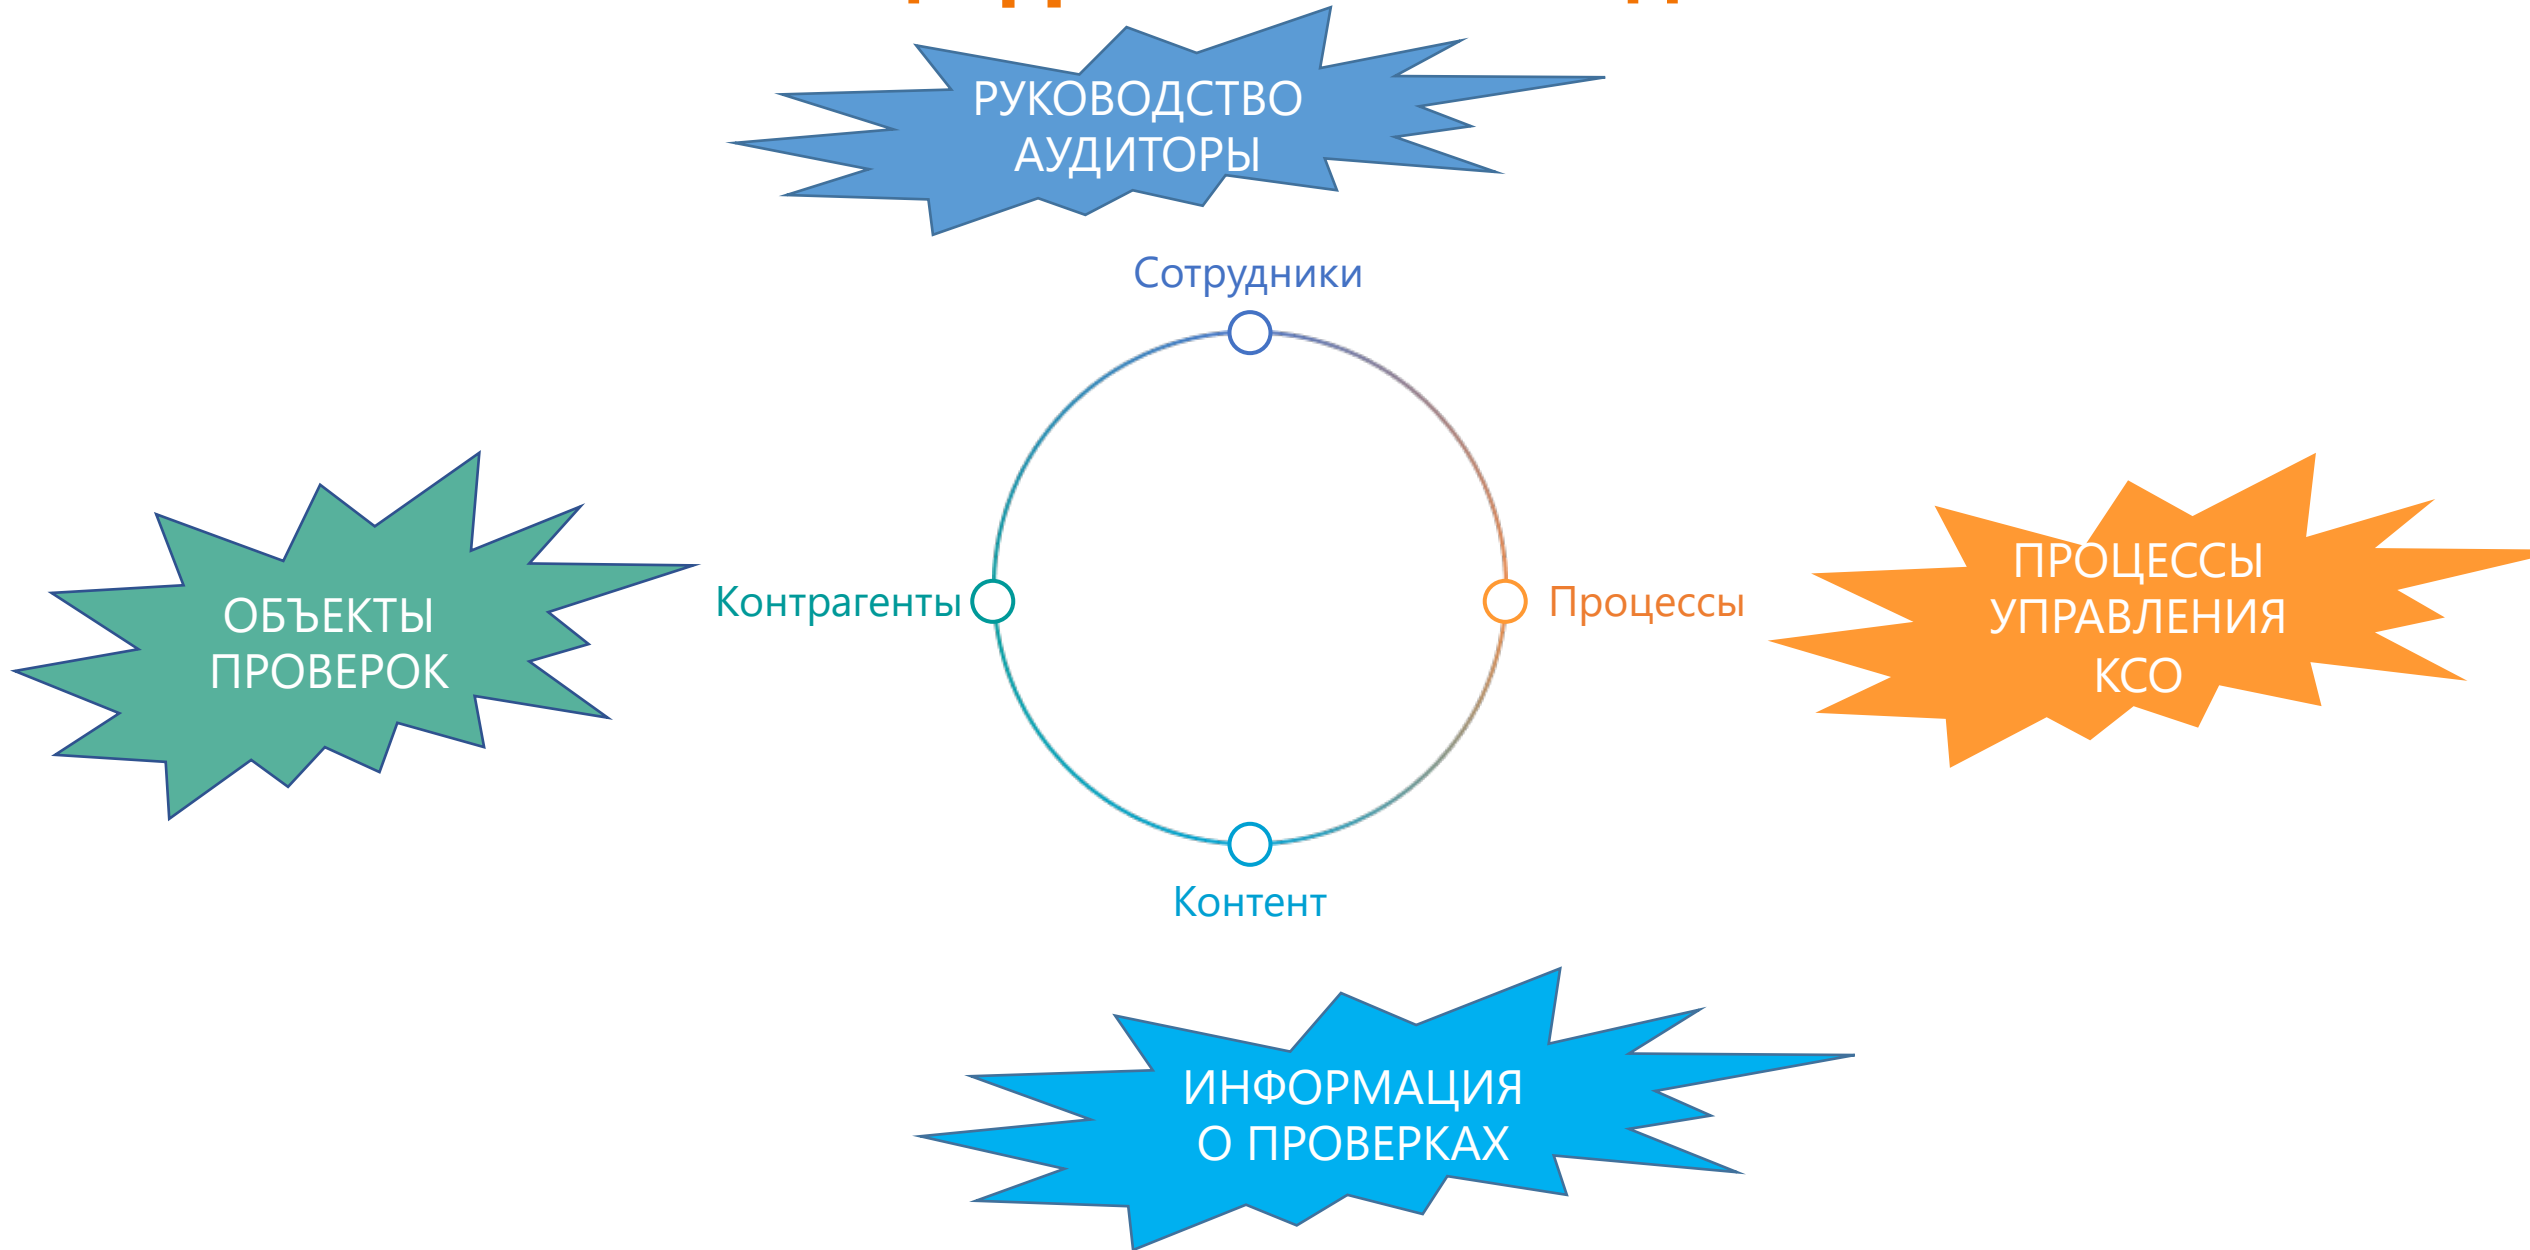 РУКОВОДСТВО
АУДИТОРЫ
Сотрудники
ОБЪЕКТЫ
ПРОВЕРОК
Контрагенты
Процессы
ПРОЦЕССЫ
УПРАВЛЕНИЯ
КСО
Контент
ИНФОРМАЦИЯ
О ПРОВЕРКАХ